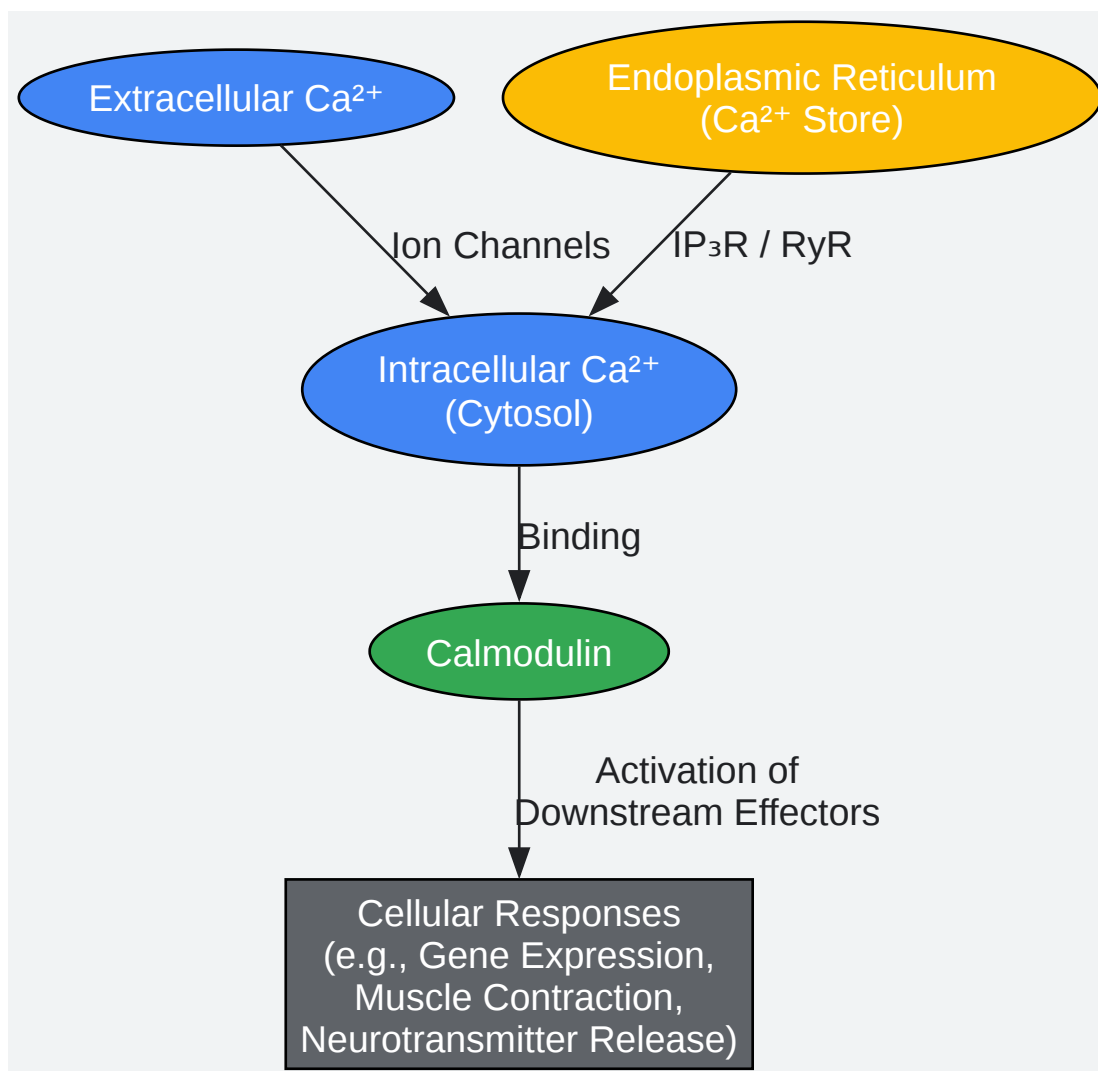 Extracellular Ca²⁺
Endoplasmic Reticulum
(Ca²⁺ Store)
Ion Channels
IP₃R / RyR
Intracellular Ca²⁺
(Cytosol)
Binding
Calmodulin
Activation of
Downstream Effectors
Cellular Responses
(e.g., Gene Expression,
Muscle Contraction,
Neurotransmitter Release)